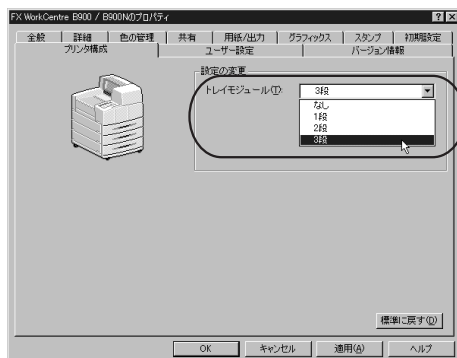 FX WorkCentre B900 / B900Nのプロパティ
全般 詳細 色の管理 共有 用紙/出力 グラフィックス スタンプ 初期設定
プリンタ構成 ユーザー設定 バージョン情報
設定の変更
トレイモジュール(T): 3段
なし
1段
2段
3段
標準に戻す(D)
OK キャンセル 適用(A) ヘルプ